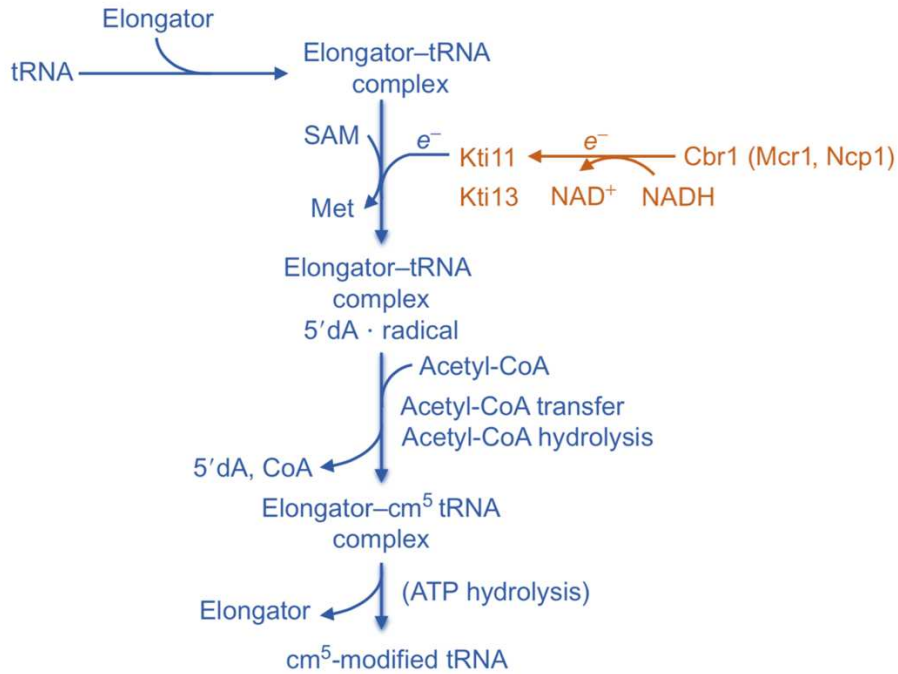 Elongator
tRNA
Elongator–tRNA
complex
SAM
e⁻
Kti11
e⁻
Cbr1 (Mcr1, Ncp1)
Met
Kti13
NAD⁺
NADH
Elongator–tRNA
complex
5′dA · radical
Acetyl-CoA
Acetyl-CoA transfer
Acetyl-CoA hydrolysis
5′dA, CoA
Elongator–cm⁵ tRNA
complex
(ATP hydrolysis)
Elongator
cm⁵-modified tRNA